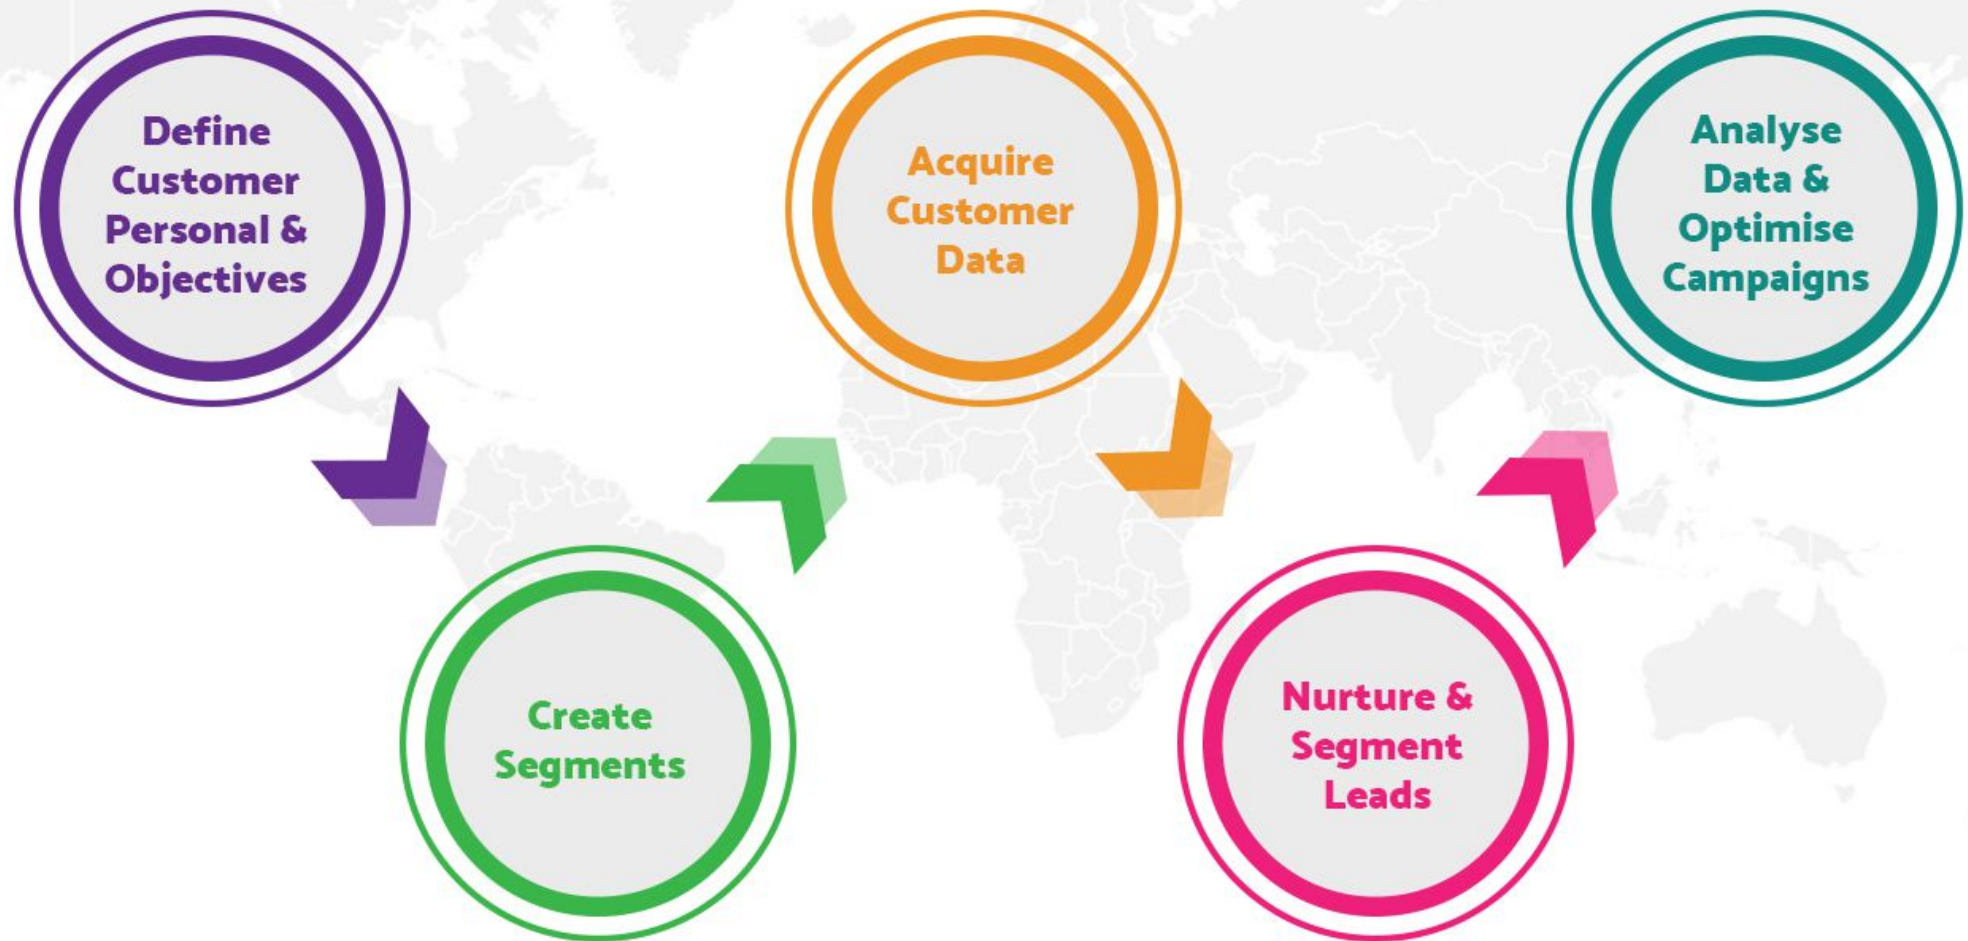 Define
Customer
Personal &
Objectives
Create
Segments
Acquire
Customer
Data
Nurture &
Segment
Leads
Analyse
Data &
Optimise
Campaigns